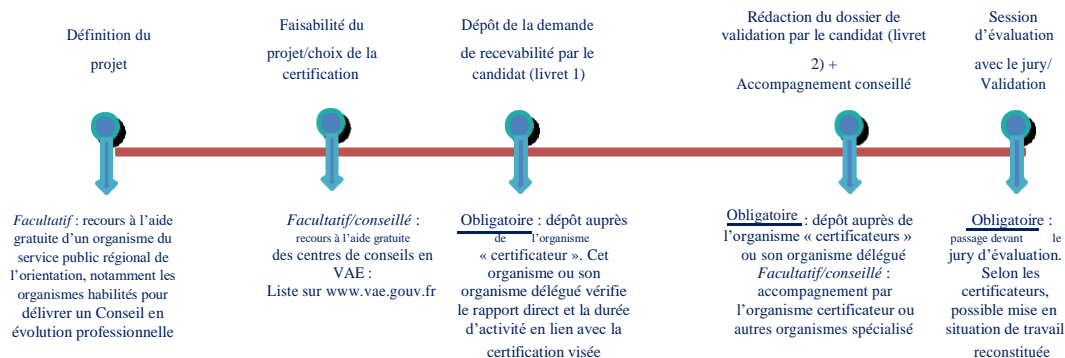 Définition du
projet
Faisabilité du
projet/choix de la
certification
Dépôt de la demande
de recevabilité par le
candidat (livret 1)
Rédaction du dossier de
validation par le candidat (livret
2) +
Accompagnement conseillé
Session
d’évaluation
avec le jury/
Validation
Facultatif : recours à l’aide
gratuite d’un organisme du
service public régional de
l’orientation, notamment les
organismes habilités pour
délivrer un Conseil en
évolution professionnelle
Facultatif/conseillé :
recours à l’aide gratuite
des centres de conseils en
VAE :
Liste sur www.vae.gouv.fr
Obligatoire : dépôt auprès
de l’organisme
« certificateur ». Cet
organisme ou son
organisme délégué vérifie
le rapport direct et la durée
d’activité en lien avec la
certification visée
Obligatoire : dépôt auprès de
l’organisme « certificateurs »
ou son organisme délégué
Facultatif/conseillé :
accompagnement par
l’organisme certificateur ou
autres organismes spécialisé
Obligatoire :
passage devant le
jury d’évaluation.
Selon les
certificateurs,
possible mise en
situation de travail
reconstituée